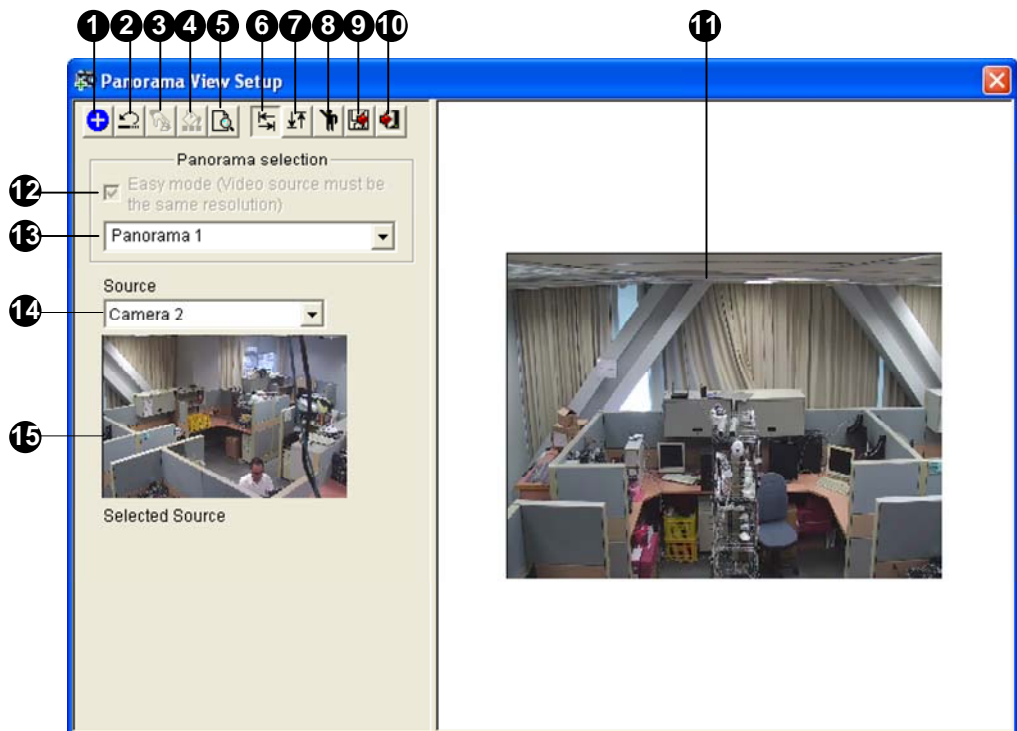 1 2 3 4 5 6 7 8 9 10 11
Panorama View Setup
Panorama selection
12
Easy mode (Video source must be
the same resolution)
13
Panorama 1
Source
14
Camera 2
15
Selected Source